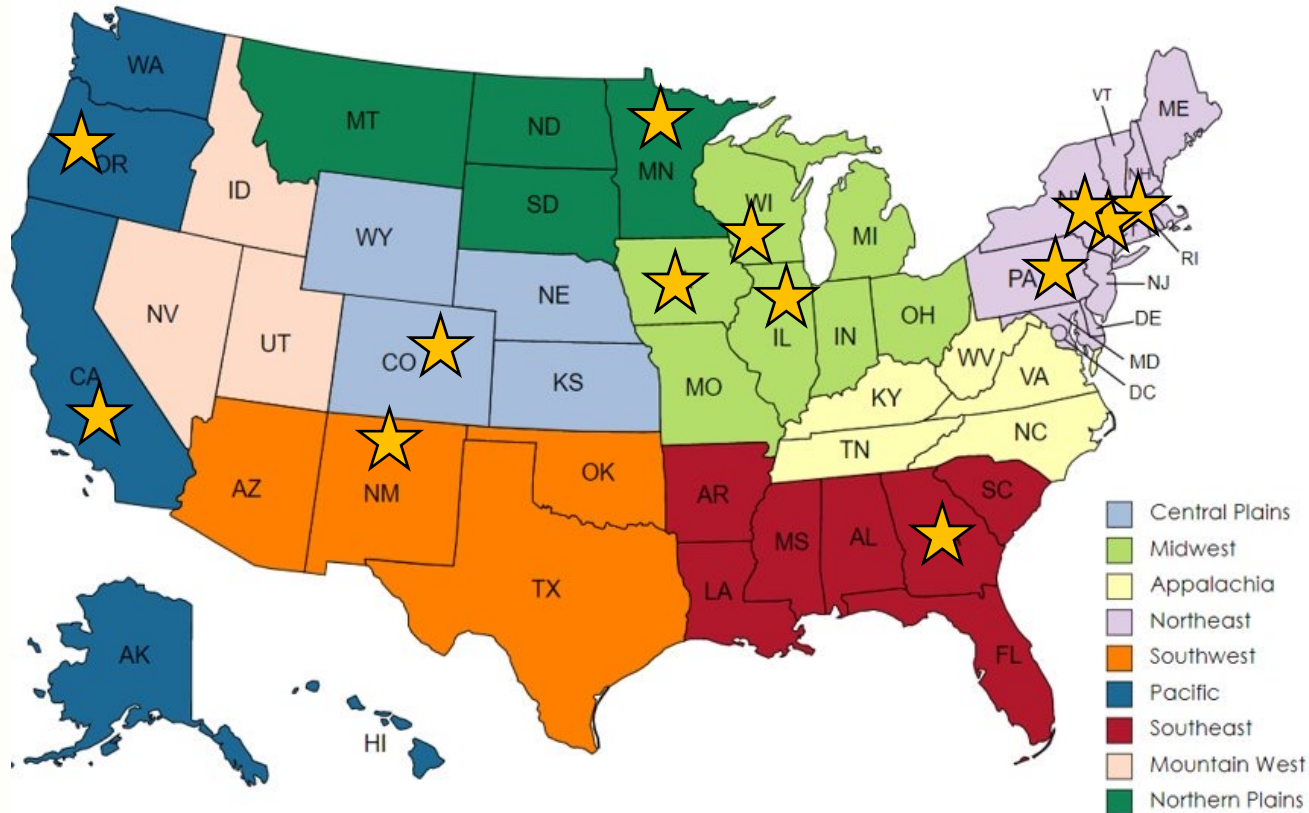 WA
MT
ND
MN
OR
ID
SD
WY
WI
MI
VT
ME
NH
RI
NJ
PA
DE
MD
DC
NE
NV
UT
CO
KS
IL
IN
OH
WV
VA
MO
KY
CA
NC
TN
OK
AZ
NM
AR
SC
MS
AL
TX
LA
FL
AK
HI
Central Plains
Midwest
Appalachia
Northeast
Southwest
Pacific
Southeast
Mountain West
Northern Plains